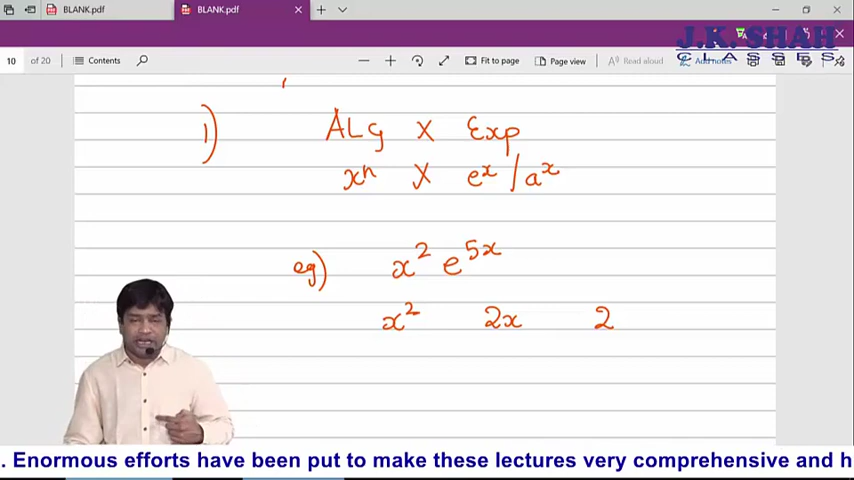 BLANK.pdf BLANK.pdf
J.K. SHAH
CLASSES
10 of 20 Contents Fit to page Page view Read aloud Add notes
1) ALG X Exp
xⁿ X eˣ / aˣ
eg) x² e⁵ˣ
x² 2x 2
. Enormous efforts have been put to make these lectures very comprehensive and h